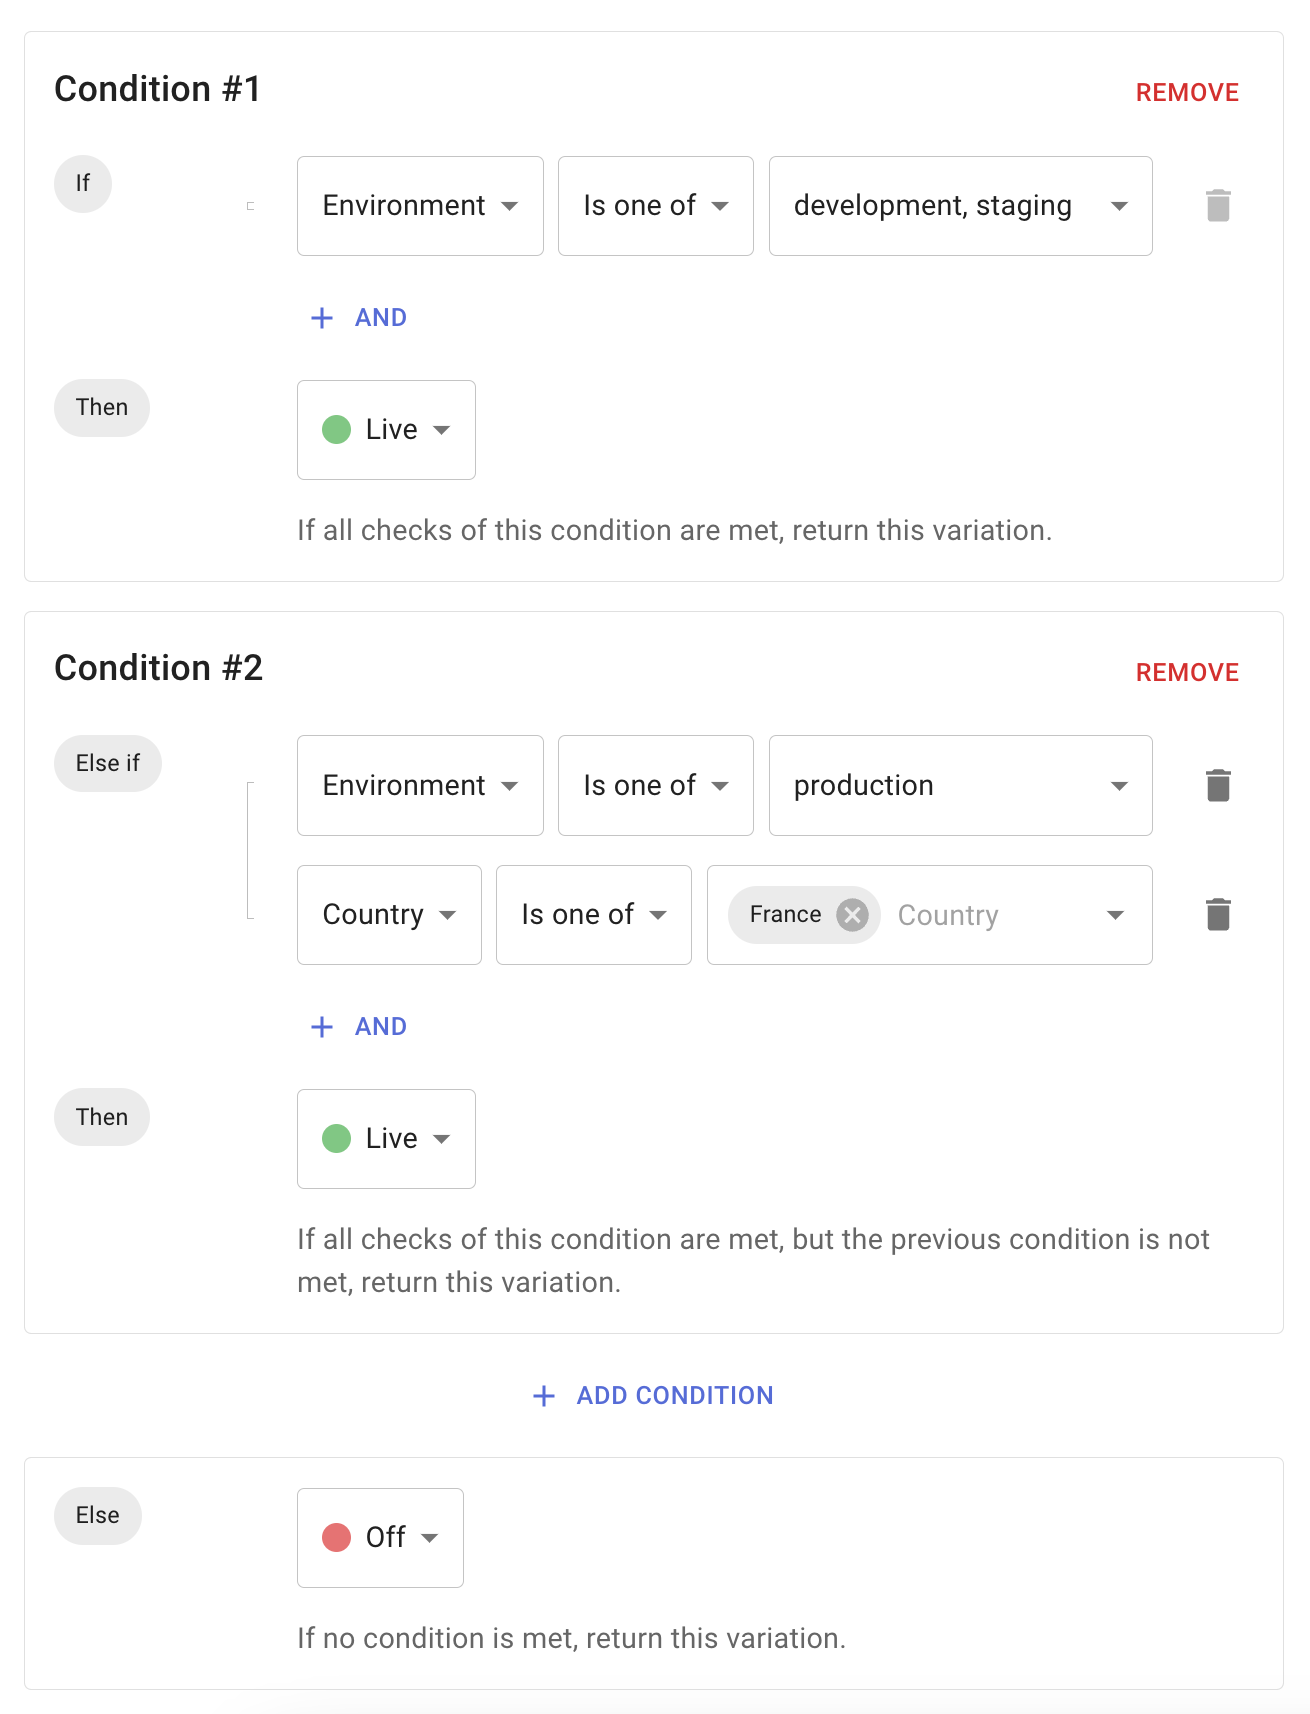 Condition #1
REMOVE
If
Environment
Is one of
development, staging
AND
Then
Live
If all checks of this condition are met, return this variation.
Condition #2
REMOVE
Else if
Environment
Is one of
production
Country
Is one of
France
Country
AND
Then
Live
If all checks of this condition are met, but the previous condition is not
met, return this variation.
ADD CONDITION
Else
Off
If no condition is met, return this variation.